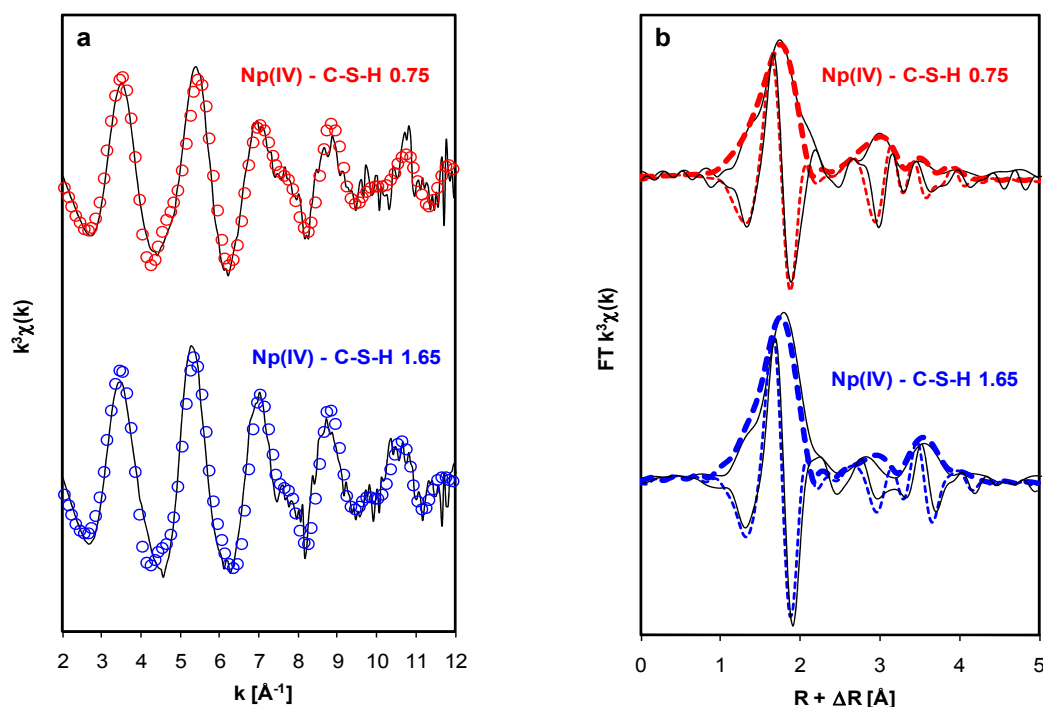 a
Np(IV) - C-S-H 0.75
Np(IV) - C-S-H 1.65
k³χ(k)
2 3 4 5 6 7 8 9 10 11 12
k [Å⁻¹]
b
Np(IV) - C-S-H 0.75
Np(IV) - C-S-H 1.65
FT k³χ(k)
0 1 2 3 4 5
R + ΔR [Å]